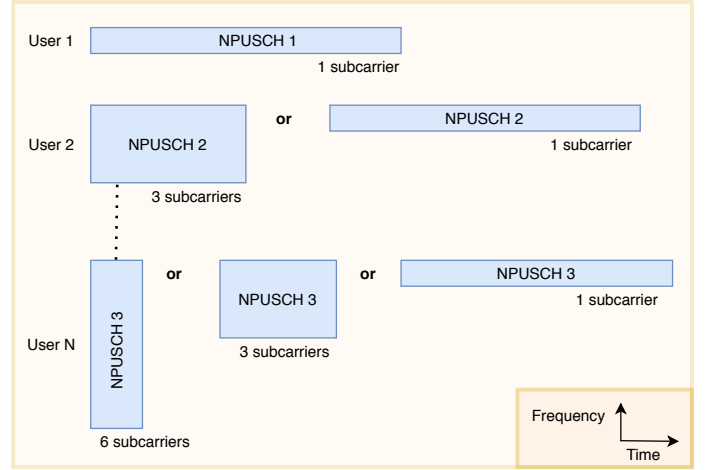 User 1
NPUSCH 1
1 subcarrier
User 2
NPUSCH 2
or
NPUSCH 2
3 subcarriers
1 subcarrier
User N
NPUSCH 3
or
NPUSCH 3
or
NPUSCH 3
6 subcarriers
3 subcarriers
1 subcarrier
Frequency
Time